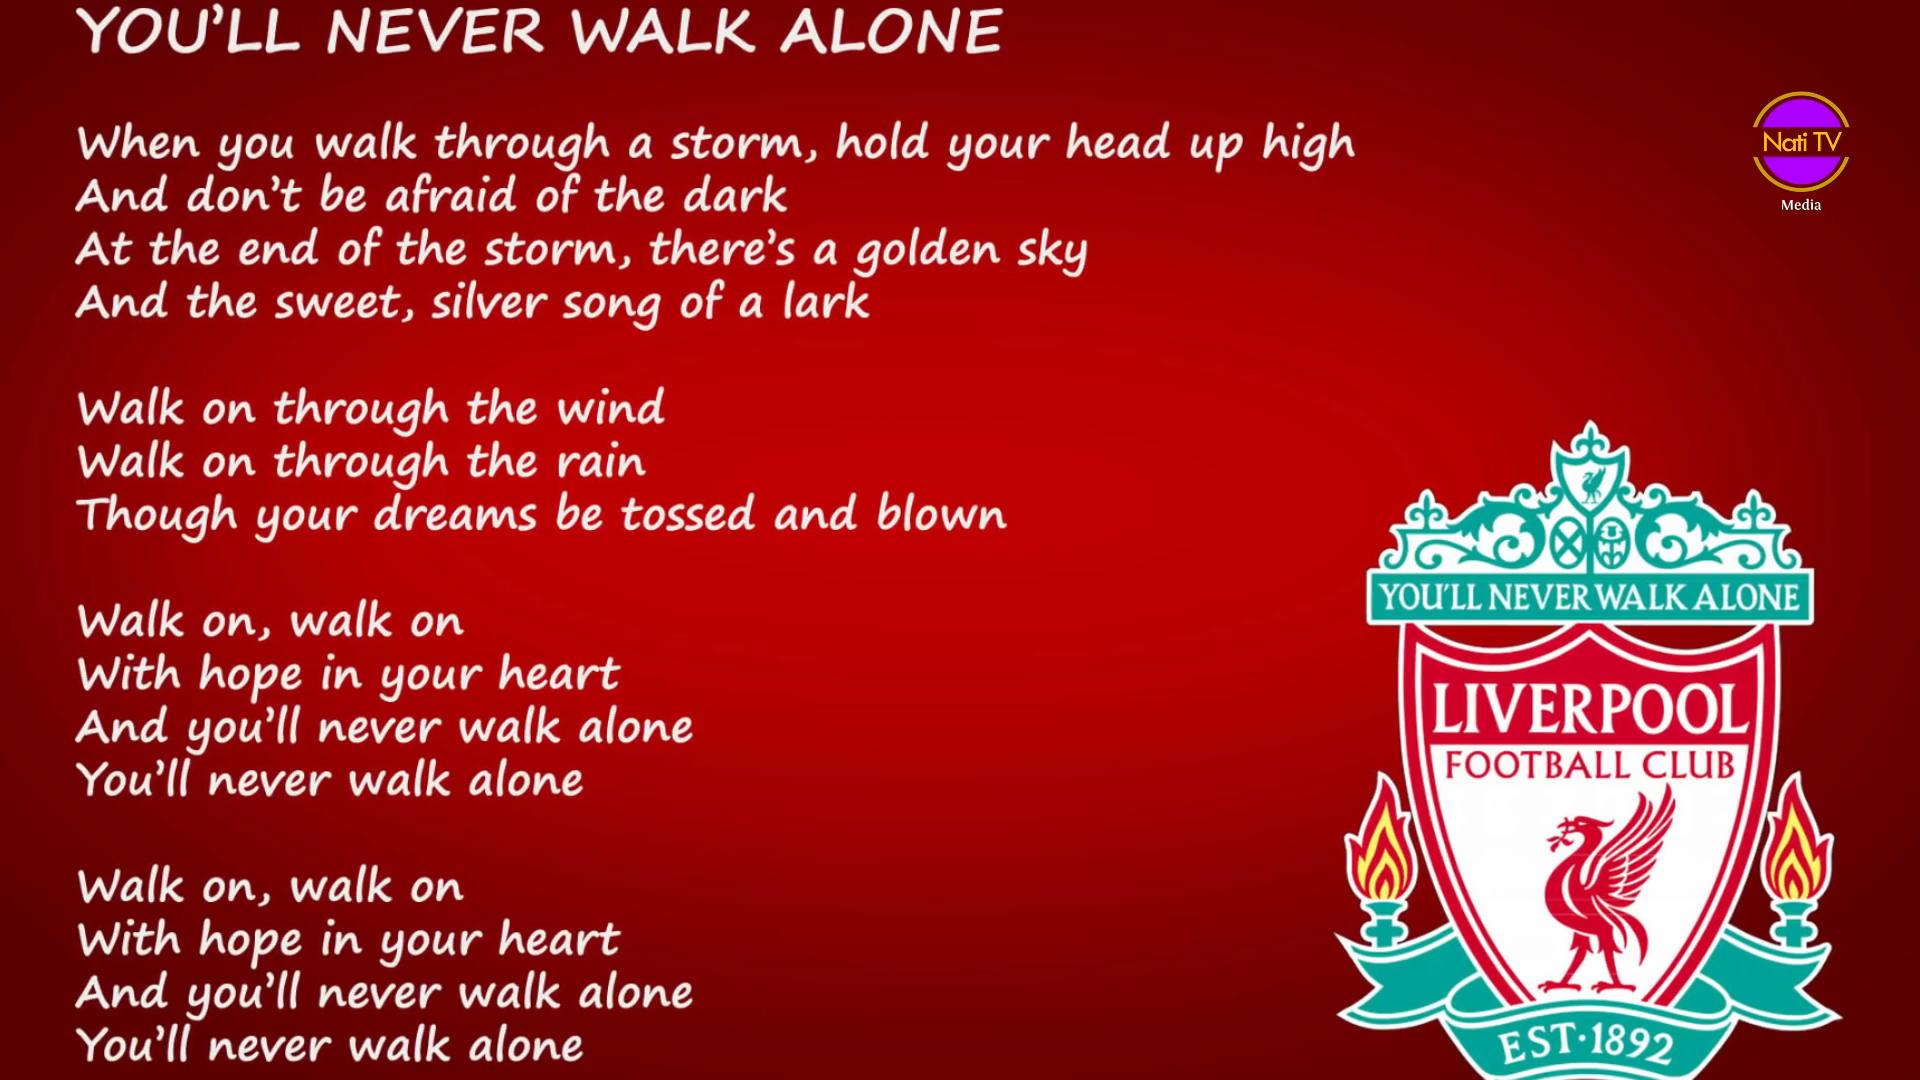 YOU'LL NEVER WALK ALONE
When you walk through a storm, hold your head up high
And don't be afraid of the dark
At the end of the storm, there's a golden sky
And the sweet, silver song of a lark
Walk on through the wind
Walk on through the rain
Though your dreams be tossed and blown
Walk on, walk on
With hope in your heart
And you'll never walk alone
You'll never walk alone
Walk on, walk on
With hope in your heart
And you'll never walk alone
You'll never walk alone
Nati TV
Media
YOU'LL NEVER WALK ALONE
LIVERPOOL
FOOTBALL CLUB
EST·1892